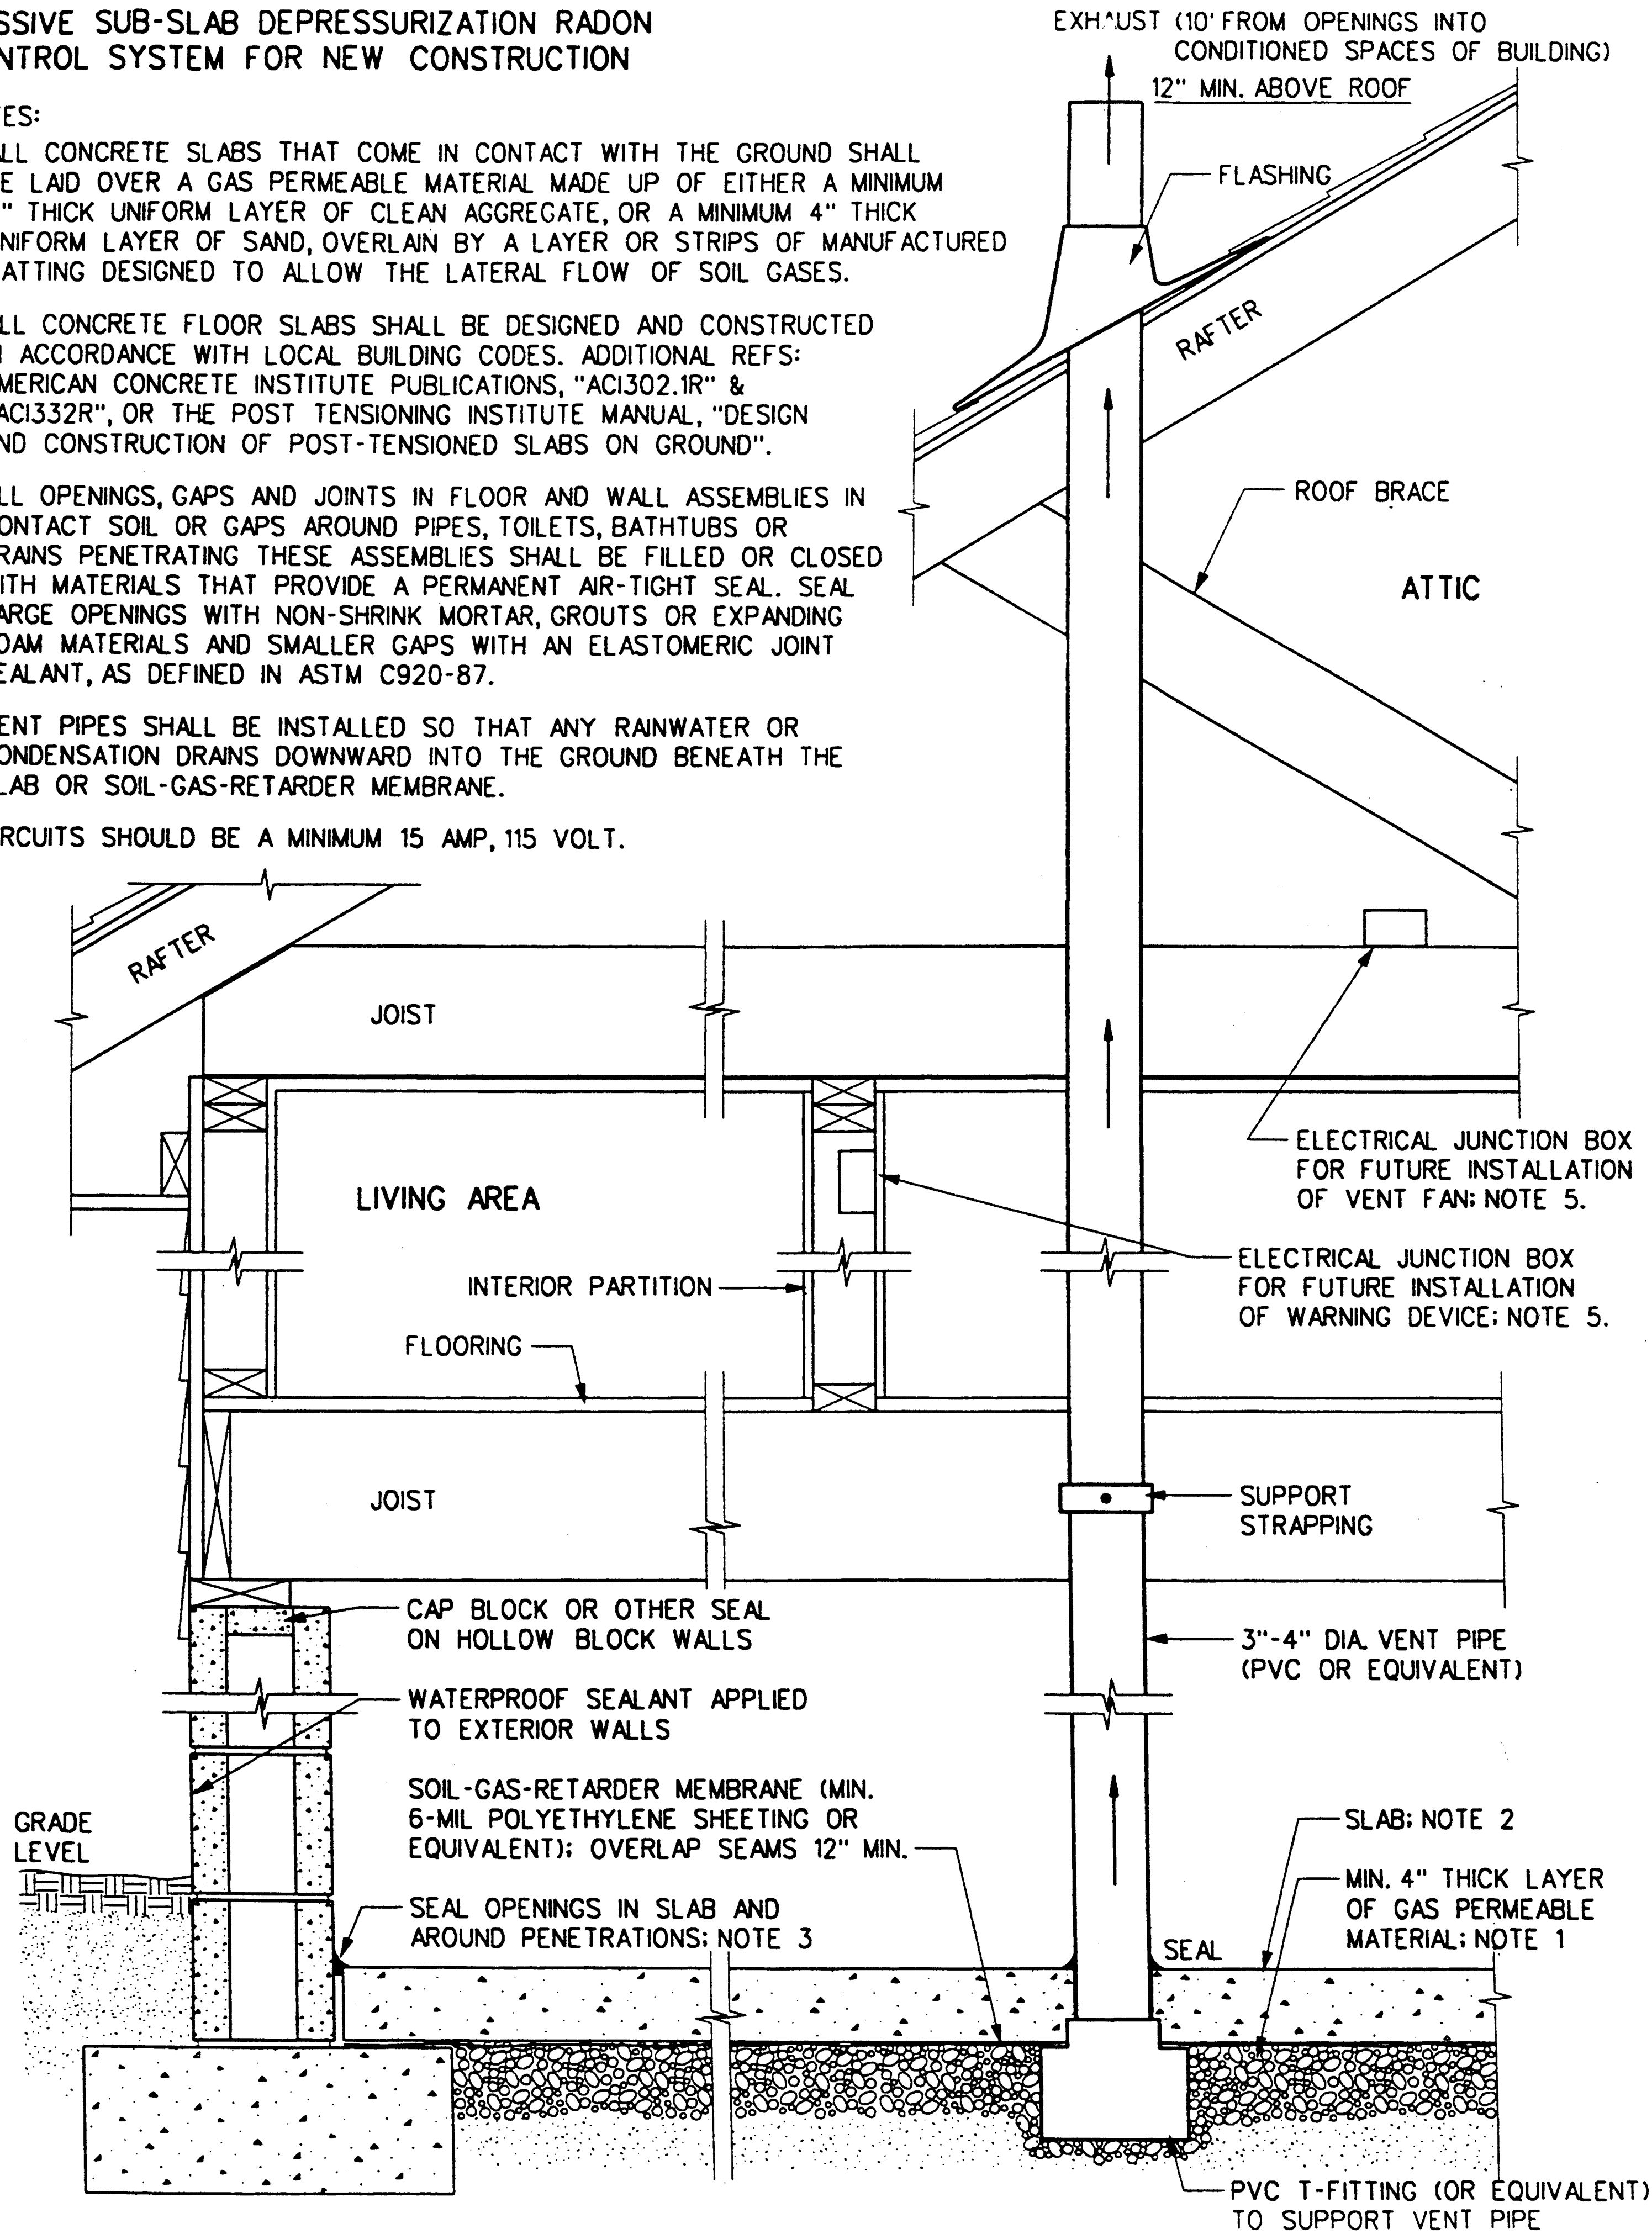 SSIVE SUB-SLAB DEPRESSURIZATION RADON
NTROL SYSTEM FOR NEW CONSTRUCTION
ES:
LL CONCRETE SLABS THAT COME IN CONTACT WITH THE GROUND SHALL
E LAID OVER A GAS PERMEABLE MATERIAL MADE UP OF EITHER A MINIMUM
" THICK UNIFORM LAYER OF CLEAN AGGREGATE, OR A MINIMUM 4" THICK
NIFORM LAYER OF SAND, OVERLAIN BY A LAYER OR STRIPS OF MANUFACTURED
ATTING DESIGNED TO ALLOW THE LATERAL FLOW OF SOIL GASES.
LL CONCRETE FLOOR SLABS SHALL BE DESIGNED AND CONSTRUCTED
N ACCORDANCE WITH LOCAL BUILDING CODES. ADDITIONAL REFS:
MERICAN CONCRETE INSTITUTE PUBLICATIONS, "ACI302.1R" &
ACI332R", OR THE POST TENSIONING INSTITUTE MANUAL, "DESIGN
ND CONSTRUCTION OF POST-TENSIONED SLABS ON GROUND".
LL OPENINGS, GAPS AND JOINTS IN FLOOR AND WALL ASSEMBLIES IN
ONTACT SOIL OR GAPS AROUND PIPES, TOILETS, BATHTUBS OR
RAINS PENETRATING THESE ASSEMBLIES SHALL BE FILLED OR CLOSED
ITH MATERIALS THAT PROVIDE A PERMANENT AIR-TIGHT SEAL. SEAL
ARGE OPENINGS WITH NON-SHRINK MORTAR, GROUTS OR EXPANDING
OAM MATERIALS AND SMALLER GAPS WITH AN ELASTOMERIC JOINT
EALANT, AS DEFINED IN ASTM C920-87.
ENT PIPES SHALL BE INSTALLED SO THAT ANY RAINWATER OR
ONDENSATION DRAINS DOWNWARD INTO THE GROUND BENEATH THE
LAB OR SOIL-GAS-RETARDER MEMBRANE.
RCUITS SHOULD BE A MINIMUM 15 AMP, 115 VOLT.
EXHAUST (10' FROM OPENINGS INTO
CONDITIONED SPACES OF BUILDING)
12" MIN. ABOVE ROOF
FLASHING
RAFTER
ROOF BRACE
ATTIC
RAFTER
JOIST
ELECTRICAL JUNCTION BOX
FOR FUTURE INSTALLATION
OF VENT FAN; NOTE 5.
LIVING AREA
ELECTRICAL JUNCTION BOX
FOR FUTURE INSTALLATION
OF WARNING DEVICE; NOTE 5.
INTERIOR PARTITION
FLOORING
JOIST
SUPPORT
STRAPPING
CAP BLOCK OR OTHER SEAL
ON HOLLOW BLOCK WALLS
3"-4" DIA. VENT PIPE
(PVC OR EQUIVALENT)
WATERPROOF SEALANT APPLIED
TO EXTERIOR WALLS
SOIL-GAS-RETARDER MEMBRANE (MIN.
6-MIL POLYETHYLENE SHEETING OR
EQUIVALENT); OVERLAP SEAMS 12" MIN.
GRADE
LEVEL
SLAB; NOTE 2
MIN. 4" THICK LAYER
OF GAS PERMEABLE
MATERIAL; NOTE 1
SEAL OPENINGS IN SLAB AND
AROUND PENETRATIONS; NOTE 3
SEAL
PVC T-FITTING (OR EQUIVALENT)
TO SUPPORT VENT PIPE